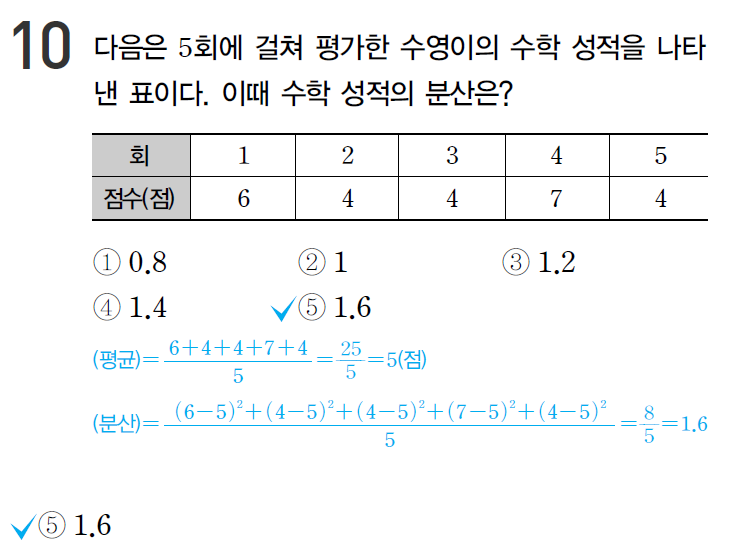 10 다음은 5회에 걸쳐 평가한 수영이의 수학 성적을 나타
낸 표이다. 이때 수학 성적의 분산은?
회 1 2 3 4 5
점수(점) 6 4 4 7 4
① 0.8 ② 1 ③ 1.2
④ 1.4 ✓⑤ 1.6
(평균)=\frac{6+4+4+7+4}{5}=\frac{25}{5}=5(점)
(분산)=\frac{(6-5)²+(4-5)²+(4-5)²+(7-5)²+(4-5)²}{5}=\frac{8}{5}=1.6
✓⑤ 1.6